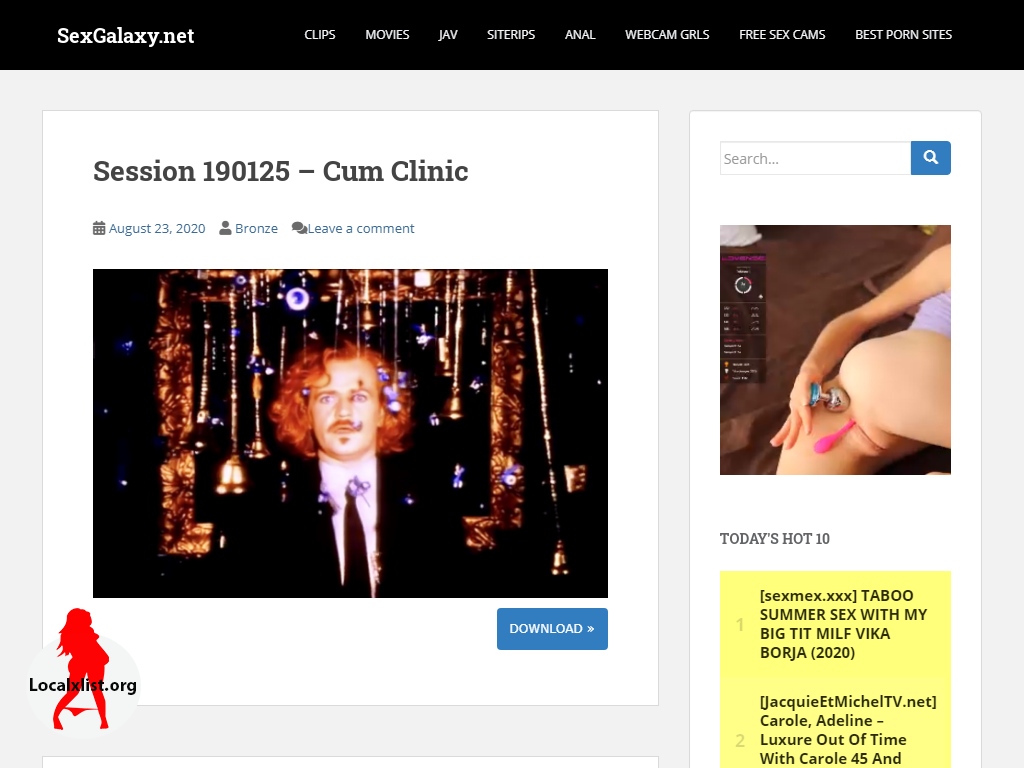 SexGalaxy.net
CLIPS
MOVIES
JAV
SITERIPS
ANAL
WEBCAM GRLS
FREE SEX CAMS
BEST PORN SITES
Session 190125 – Cum Clinic
August 23, 2020
Bronze
Leave a comment
DOWNLOAD »
Localxlist.org
Search...
TODAY'S HOT 10
1
[sexmex.xxx] TABOO
SUMMER SEX WITH MY
BIG TIT MILF VIKA
BORJA (2020)
2
[JacquieEtMichelTV.net]
Carole, Adeline –
Luxure Out Of Time
With Carole 45 And